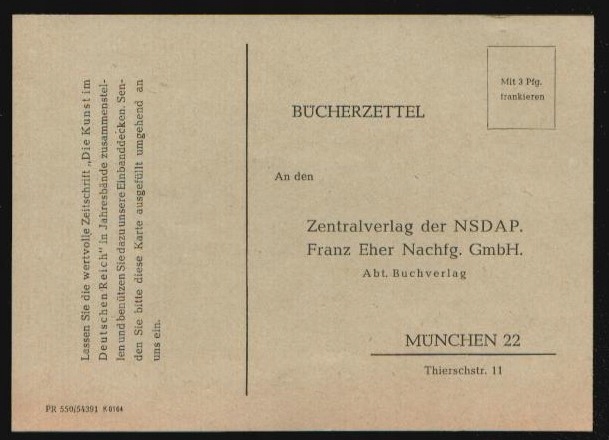 Lassen Sie die wertvolle Zeitschrift „Die Kunst im
Deutschen Reich" in Jahresbände zusammenstel-
len und benützen Sie dazu unsere Einbanddecken. Sen-
den Sie bitte diese Karte ausgefüllt umgehend an
uns ein.
PR 550/54391 K 0164
Mit 3 Pfg.
frankieren
BÜCHERZETTEL
An den
Zentralverlag der NSDAP.
Franz Eher Nachfg. GmbH.
Abt. Buchverlag
MÜNCHEN 22
Thierschstr. 11